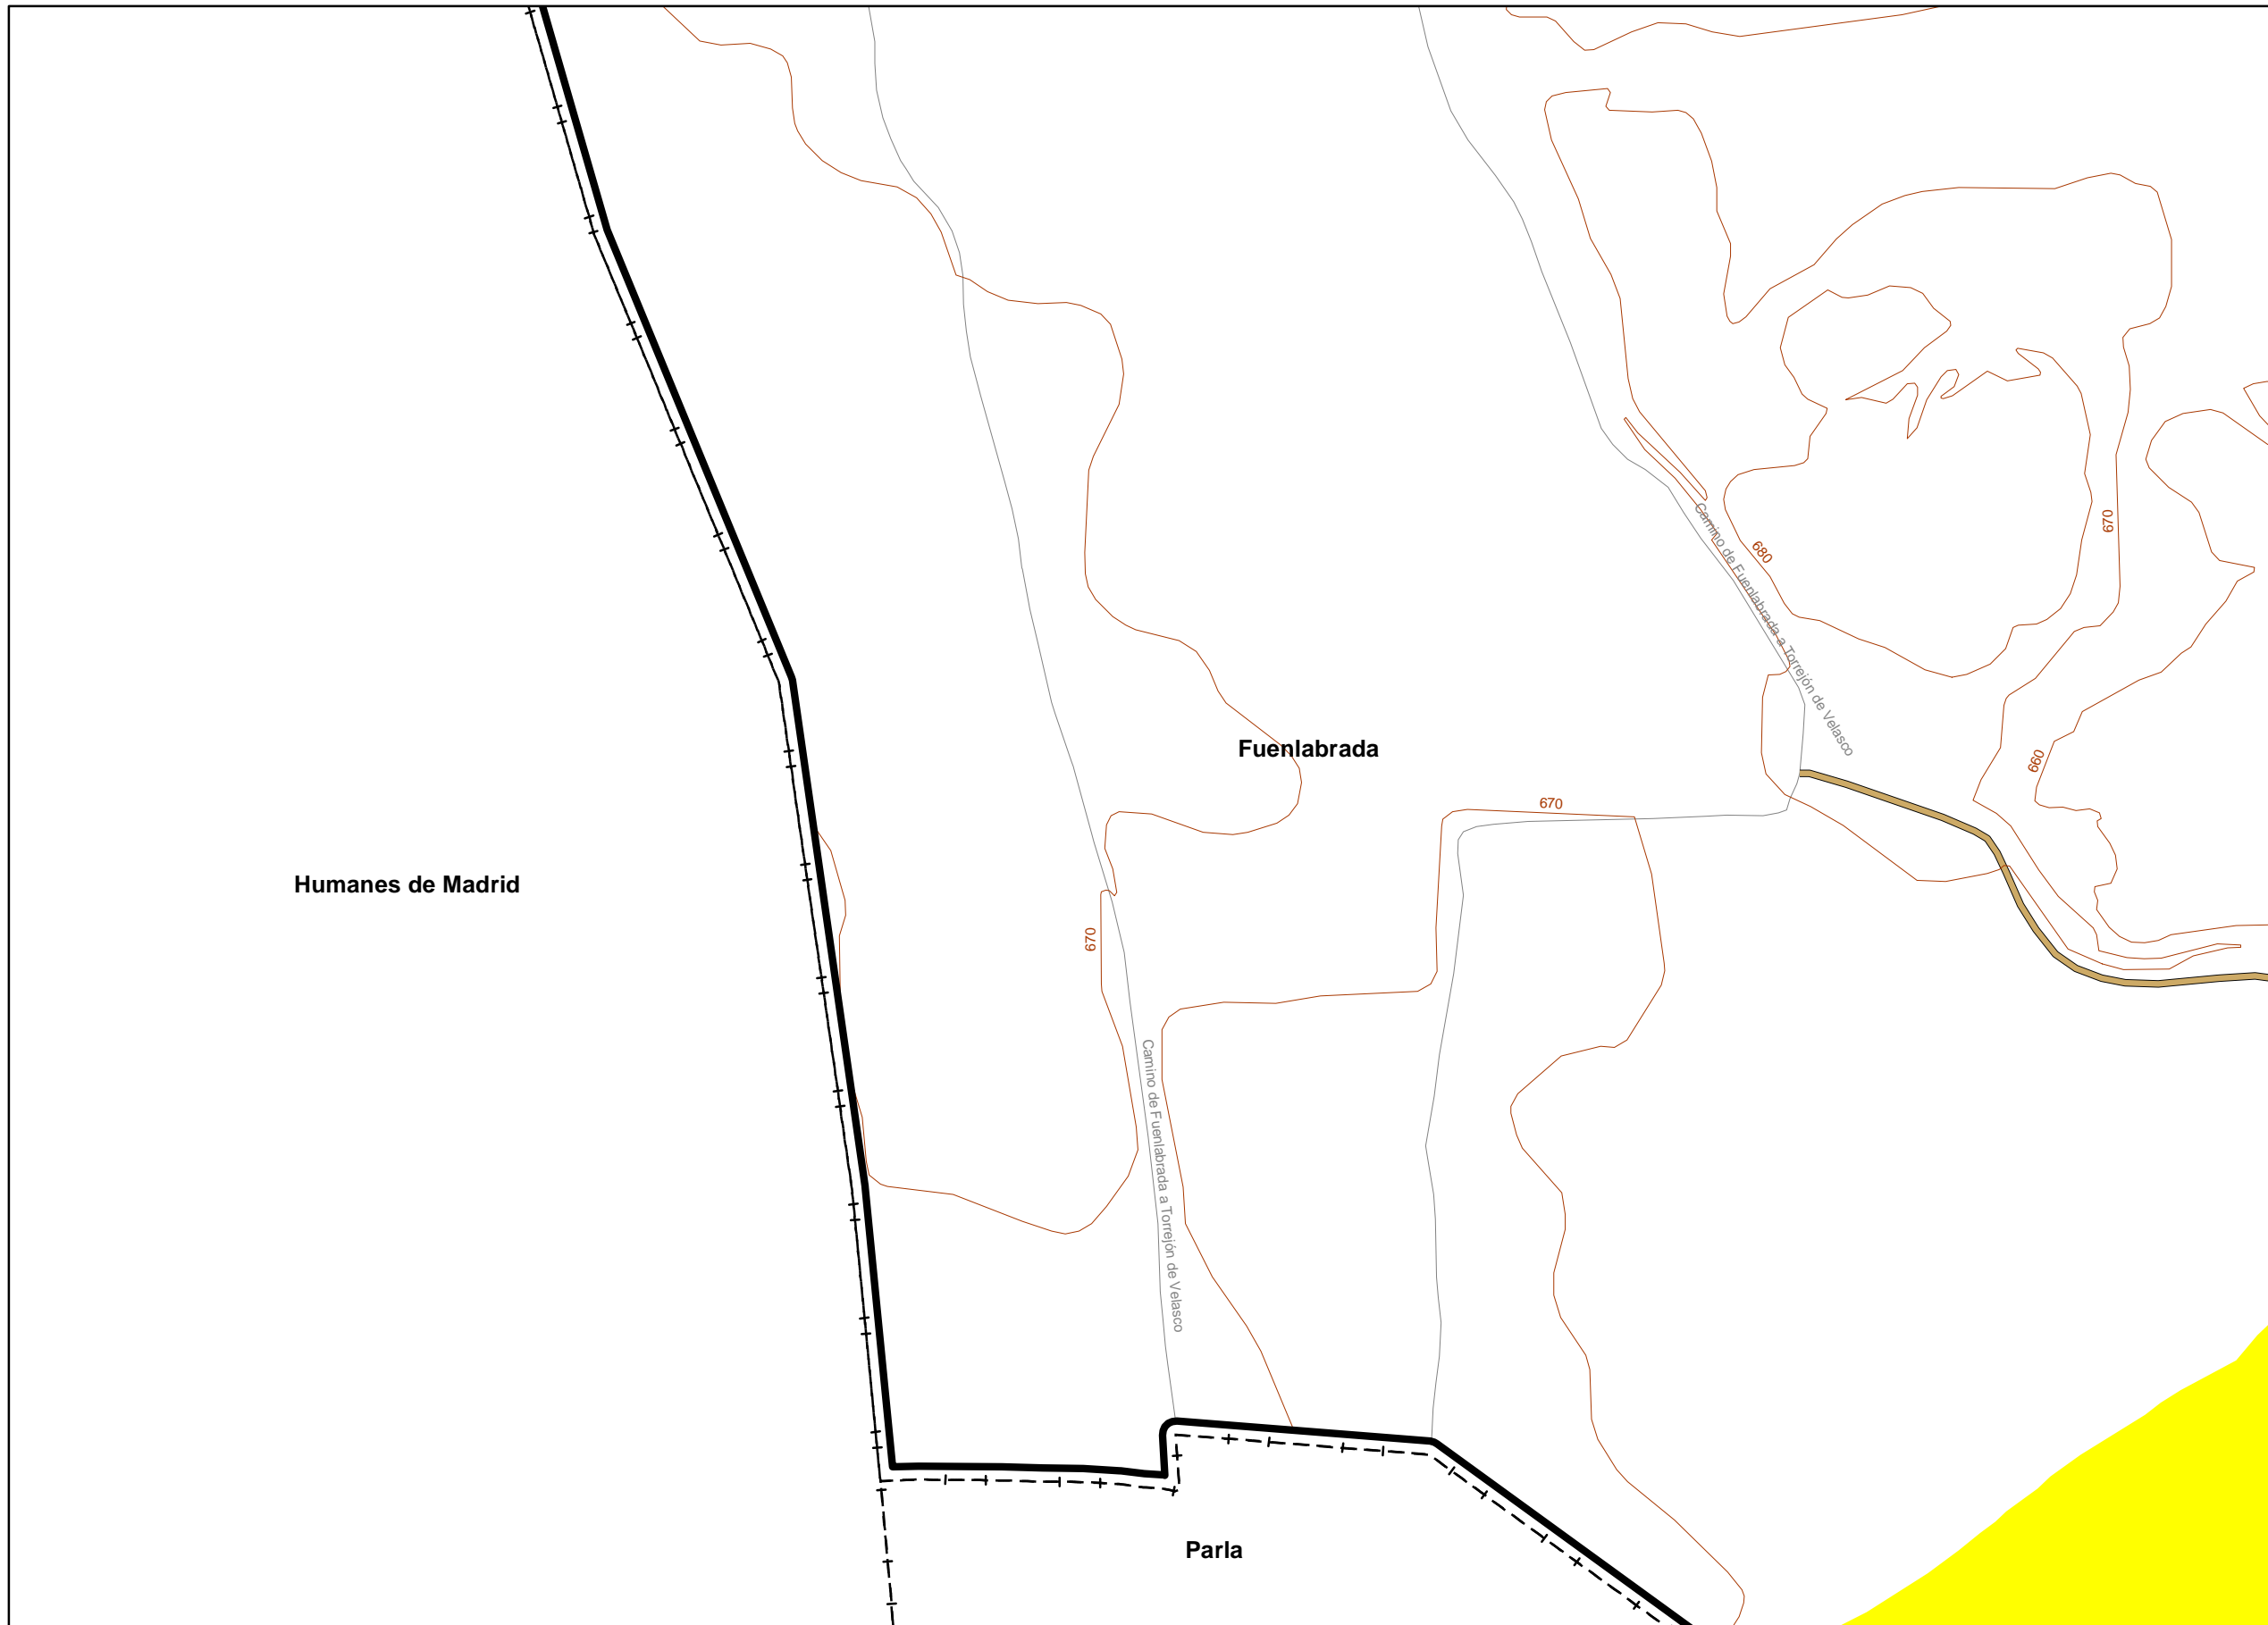 Camino de Fuenlabrada a Torrejón de Velasco
680
670
Fuenlabrada
660
670
Humanes de Madrid
670
Camino de Fuenlabrada a Torrejón de Velasco
Parla